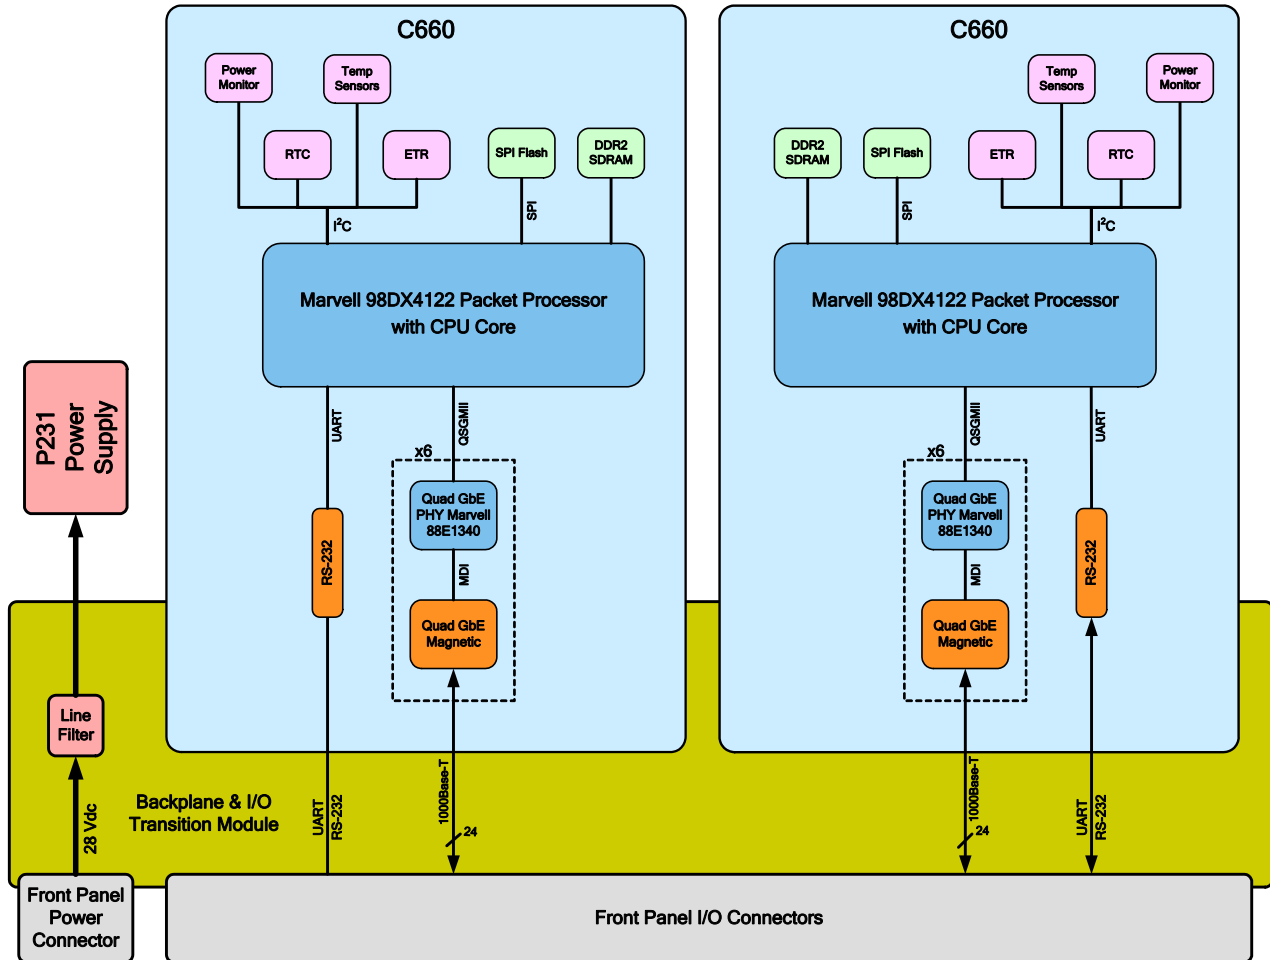 C660
Power
Monitor
Temp
Sensors
RTC
ETR
SPI Flash
DDR2
SDRAM
I²C
SPI
Marvell 98DX4122 Packet Processor
with CPU Core
UART
QSGMII
x6
Quad GbE
PHY Marvell
88E1340
MDI
RS-232
Quad GbE
Magnetic
UART
RS-232
1000Base-T
24
C660
Temp
Sensors
Power
Monitor
DDR2
SDRAM
SPI Flash
ETR
RTC
SPI
I²C
Marvell 98DX4122 Packet Processor
with CPU Core
QSGMII
UART
x6
Quad GbE
PHY Marvell
88E1340
MDI
RS-232
Quad GbE
Magnetic
1000Base-T
24
UART
RS-232
P231
Power
Supply
Line
Filter
28 Vdc
Backplane & I/O
Transition Module
Front Panel
Power
Connector
Front Panel I/O Connectors